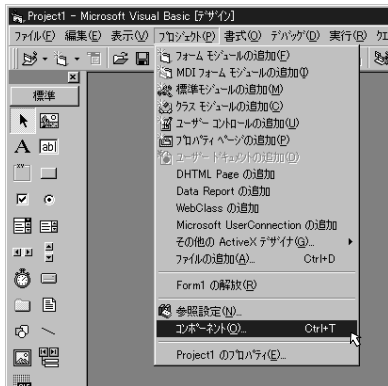 Project1 - Microsoft Visual Basic [ﾃﾞｻﾞｲﾝ]
ﾌｧｲﾙ(F) 編集(E) 表示(V) ﾌﾟﾛｼﾞｪｸﾄ(P) 書式(O) ﾃﾞﾊﾞｯｸﾞ(D) 実行(R) ｸｴ
標準
ﾌｫｰﾑ ﾓｼﾞｭｰﾙの追加(F)
MDI ﾌｫｰﾑ ﾓｼﾞｭｰﾙの追加(I)
標準ﾓｼﾞｭｰﾙの追加(M)
ｸﾗｽ ﾓｼﾞｭｰﾙの追加(C)
ﾕｰｻﾞｰ ｺﾝﾄﾛｰﾙの追加(U)
ﾌﾟﾛﾊﾟﾃｨ ﾍﾟｰｼﾞの追加(G)
ﾕｰｻﾞｰ ﾄﾞｷｭﾒﾝﾄの追加(D)
DHTML Page の追加
Data Report の追加
WebClass の追加
Microsoft UserConnection の追加
その他の ActiveX ﾃﾞｻﾞｲﾅ(G)...
ﾌｧｲﾙの追加(A)... Ctrl+D
Form1 の解放(R)
参照設定(N)...
ｺﾝﾎﾟｰﾈﾝﾄ(O)... Ctrl+T
Project1 のﾌﾟﾛﾊﾟﾃｨ(E)...